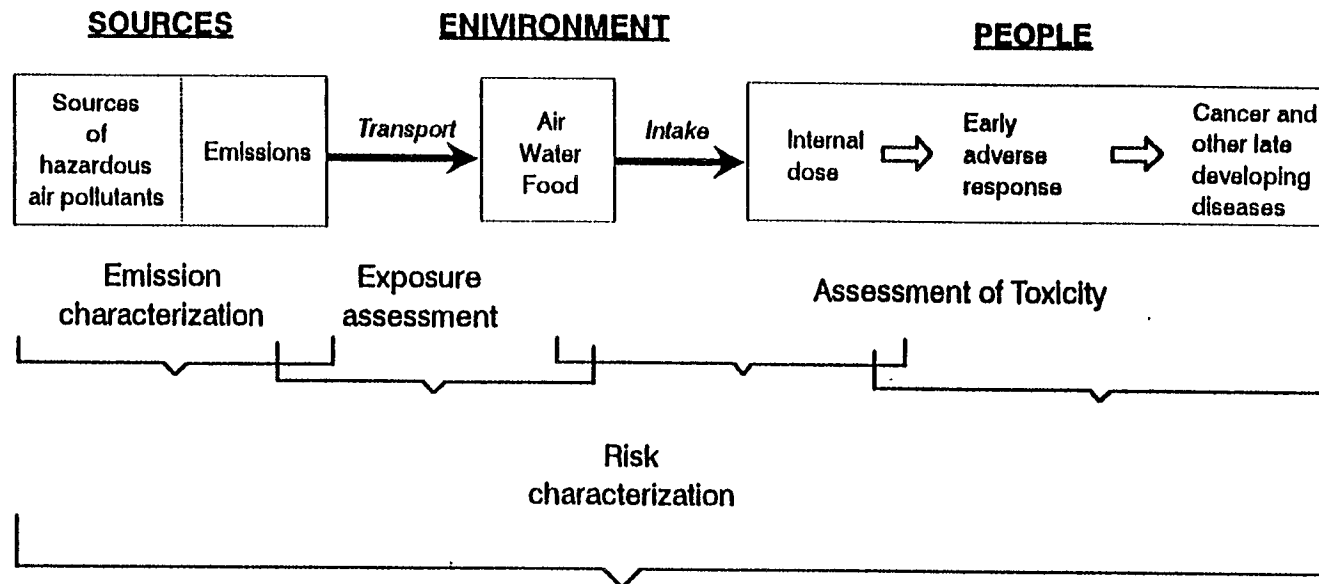 SOURCES
ENIVIRONMENT
PEOPLE
Sources
of
hazardous
air pollutants
Emissions
Transport
Air
Water
Food
Intake
Internal
dose
Early
adverse
response
Cancer and
other late
developing
diseases
Emission
characterization
Exposure
assessment
Assessment of Toxicity
Risk
characterization